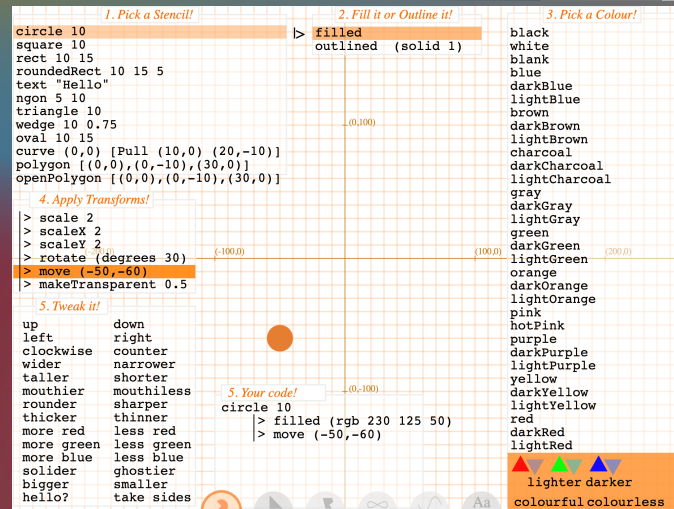 1. Pick a Stencil!
circle 10
square 10
rect 10 15
roundedRect 10 15 5
text "Hello"
ngon 5 10
triangle 10
wedge 10 0.75
oval 10 15
curve (0,0) [Pull (10,0) (20,-10)]
polygon [(0,0),(0,-10),(30,0)]
openPolygon [(0,0),(0,-10),(30,0)]
2. Fill it or Outline it!
|> filled
outlined (solid 1)
3. Pick a Colour!
black
white
blank
blue
darkBlue
lightBlue
brown
darkBrown
lightBrown
charcoal
darkCharcoal
lightCharcoal
gray
darkGray
lightGray
green
darkGreen
lightGreen
orange
darkOrange
lightOrange
pink
hotPink
purple
darkPurple
lightPurple
yellow
darkYellow
lightYellow
red
darkRed
lightRed
lighter darker
colourful colourless
4. Apply Transforms!
|> scale 2
|> scaleX 2
|> scaleY 2
|> rotate (degrees 30)
|> move (-50,-60)
|> makeTransparent 0.5
5. Tweak it!
up down
left right
clockwise counter
wider narrower
taller shorter
mouthier mouthiless
rounder sharper
thicker thinner
more red less red
more green less green
more blue less blue
solider ghostier
bigger smaller
hello? take sides
(0,100)
(-100,0)
(100,0)
(200,0)
(0,-100)
5. Your code!
circle 10
|> filled (rgb 230 125 50)
|> move (-50,-60)
?
Aa